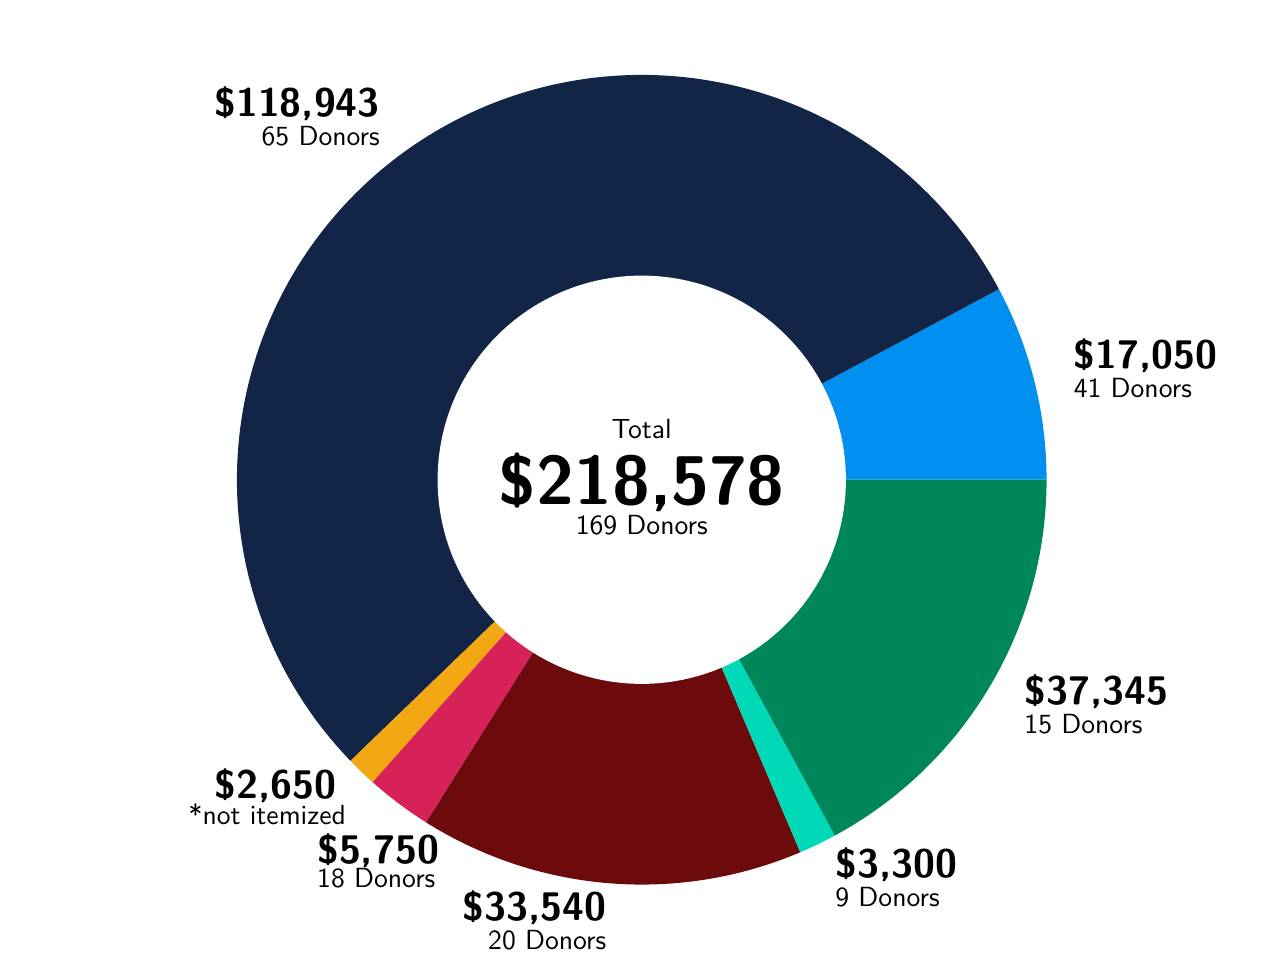 $118,943
65 Donors
$17,050
41 Donors
Total
$218,578
169 Donors
$37,345
15 Donors
$2,650
*not itemized
$5,750
18 Donors
$3,300
9 Donors
$33,540
20 Donors